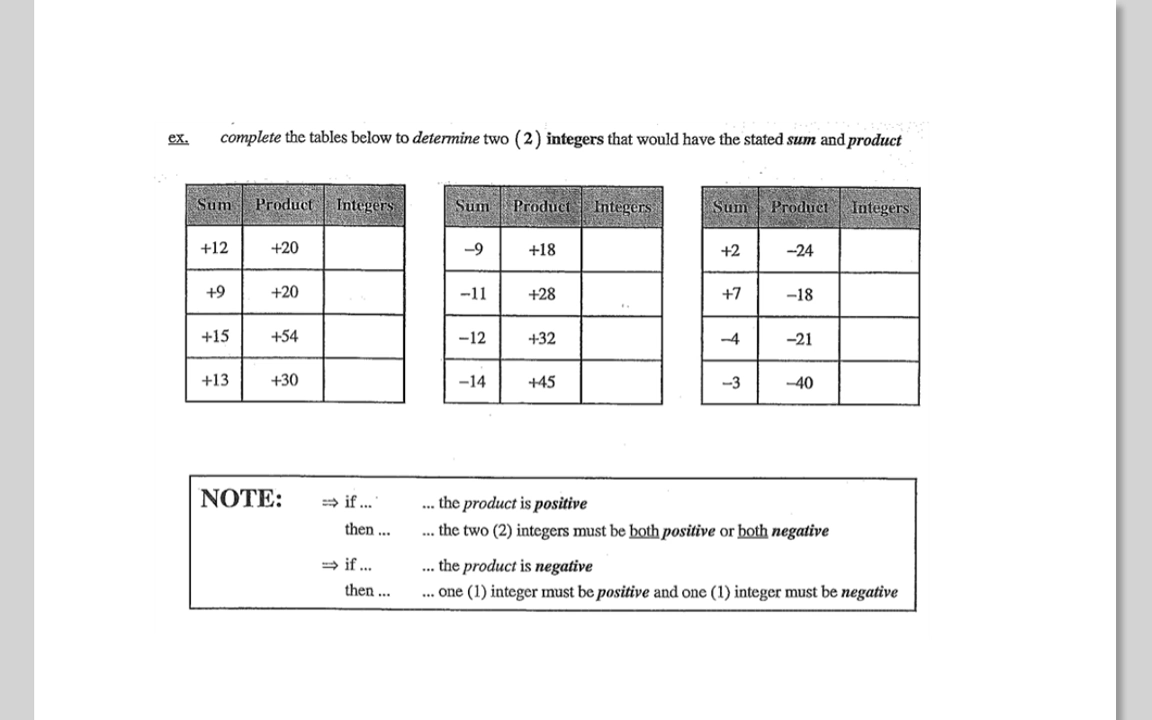 ex. complete the tables below to determine two (2) integers that would have the stated sum and product
Sum Product Integers
+12 +20
+9 +20
+15 +54
+13 +30
Sum Product Integers
−9 +18
−11 +28
−12 +32
−14 +45
Sum Product Integers
+2 −24
+7 −18
−4 −21
−3 −40
NOTE: ⇒ if ... ... the product is positive
then ... ... the two (2) integers must be both positive or both negative
⇒ if ... ... the product is negative
then ... ... one (1) integer must be positive and one (1) integer must be negative